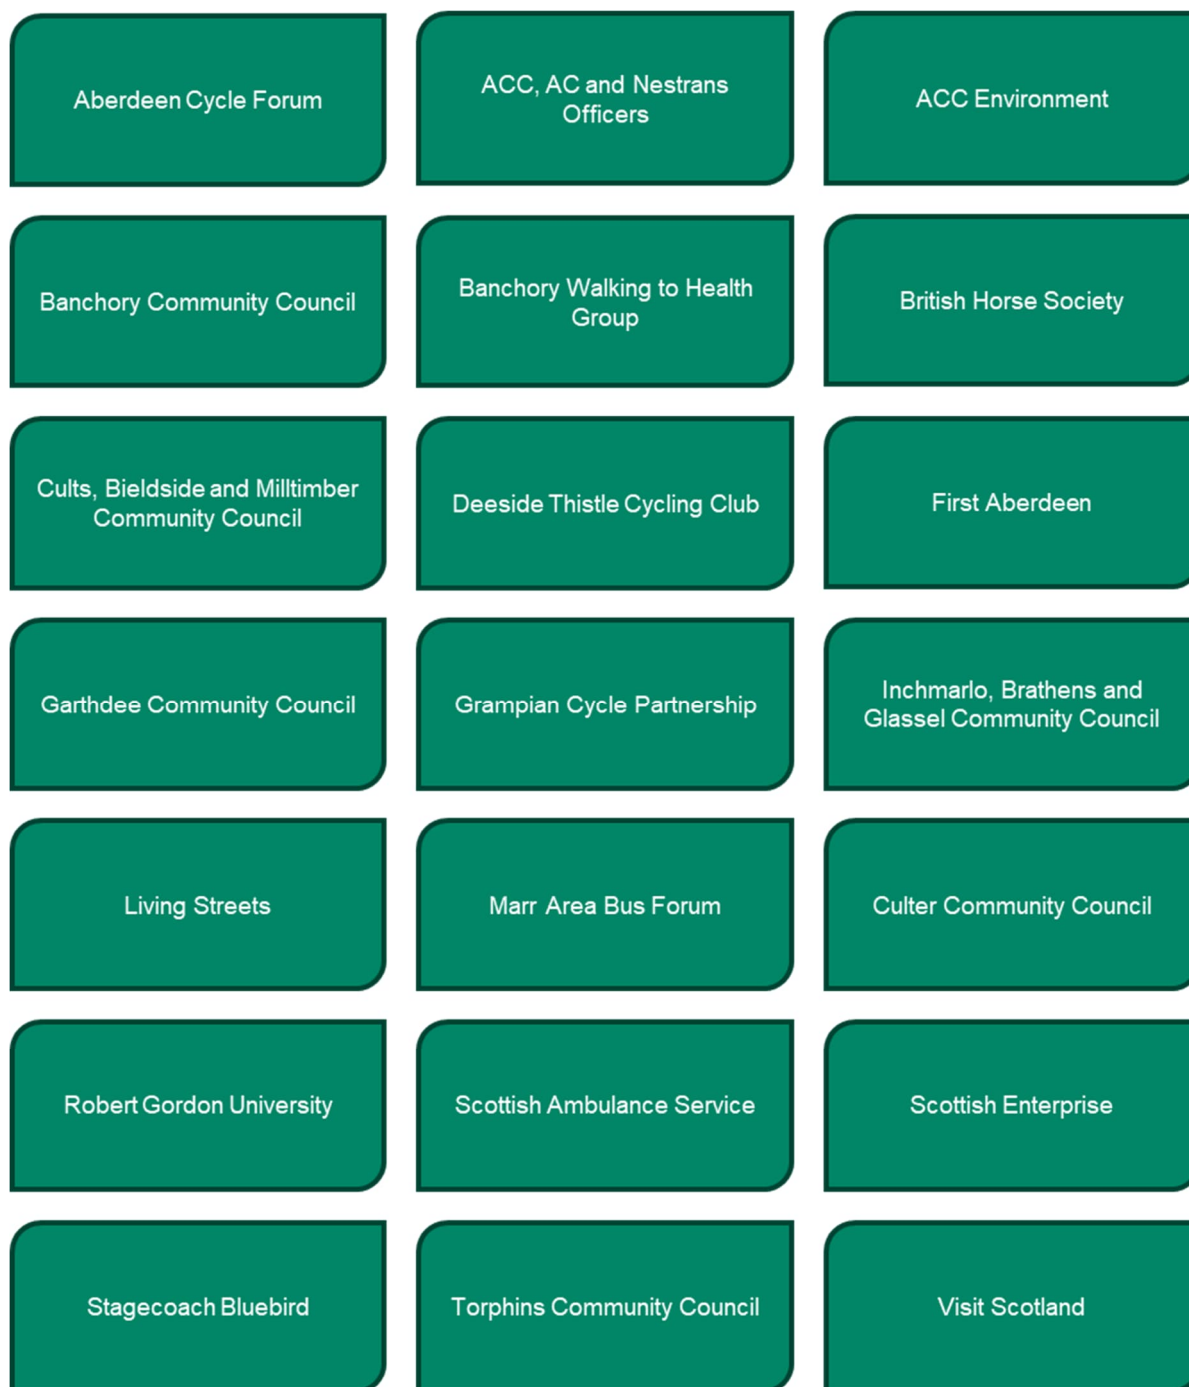 Aberdeen Cycle Forum
ACC, AC and Nestrans
Officers
ACC Environment
Banchory Community Council
Banchory Walking to Health
Group
British Horse Society
Cults, Bieldside and Milltimber
Community Council
Deeside Thistle Cycling Club
First Aberdeen
Garthdee Community Council
Grampian Cycle Partnership
Inchmarlo, Brathens and
Glassel Community Council
Living Streets
Marr Area Bus Forum
Culter Community Council
Robert Gordon University
Scottish Ambulance Service
Scottish Enterprise
Stagecoach Bluebird
Torphins Community Council
Visit Scotland